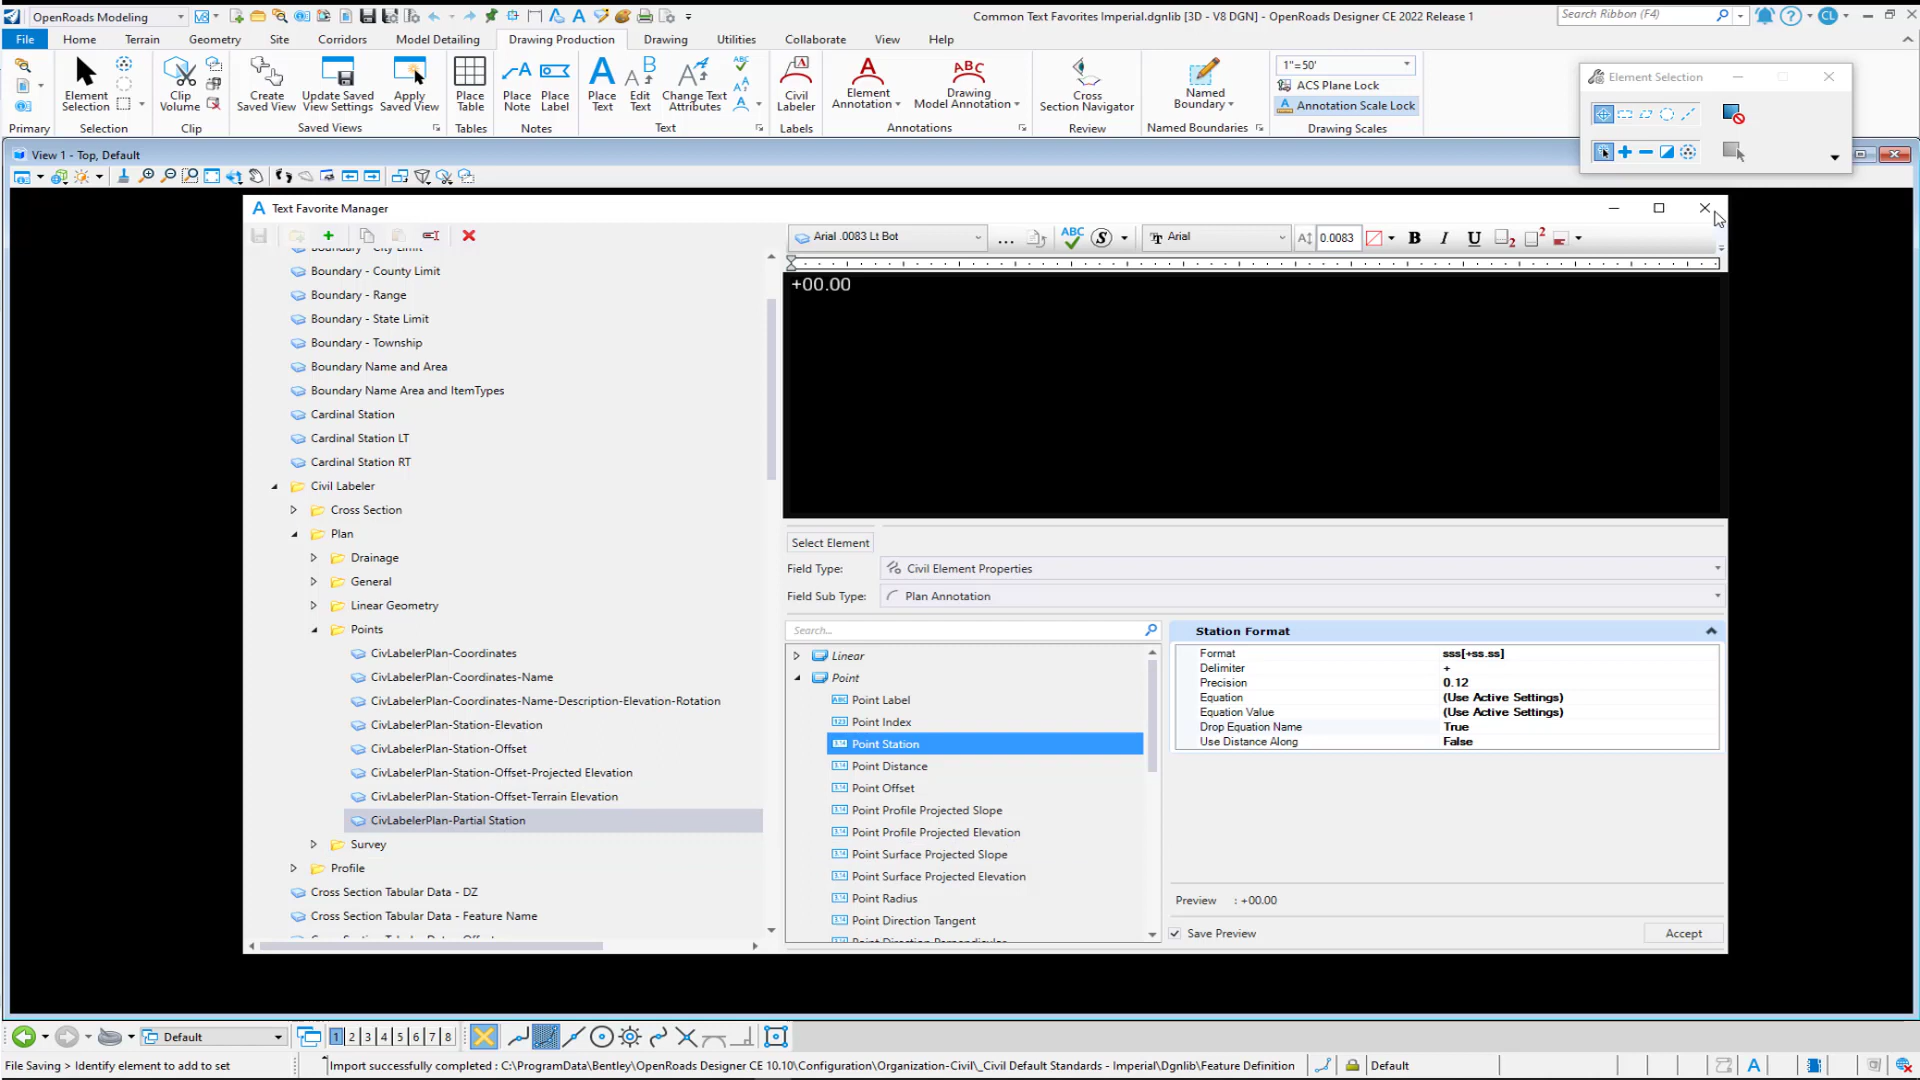 OpenRoads Modeling
Common Text Favorites Imperial.dgnlib [3D - V8 DGN] - OpenRoads Designer CE 2022 Release 1
Search Ribbon (F4)
CL
File
Home
Terrain
Geometry
Site
Corridors
Model Detailing
Drawing Production
Drawing
Utilities
Collaborate
View
Help
Element Selection
Clip Volume
Create Saved View
Update Saved View Settings
Apply Saved View
Place Table
Place Note
Place Label
Place Text
Edit Text
Change Text Attributes
Civil Labeler
Element Annotation
Drawing Model Annotation
Cross Section Navigator
Named Boundary
1"=50'
ACS Plane Lock
Annotation Scale Lock
Primary
Selection
Clip
Saved Views
Tables
Notes
Text
Labels
Annotations
Review
Named Boundaries
Drawing Scales
Element Selection
View 1 - Top, Default
Text Favorite Manager
Arial .0083 Lt Bot
Arial
0.0083
+00.00
Boundary - City Limit
Boundary - County Limit
Boundary - Range
Boundary - State Limit
Boundary - Township
Boundary Name and Area
Boundary Name Area and ItemTypes
Cardinal Station
Cardinal Station LT
Cardinal Station RT
Civil Labeler
Cross Section
Plan
Drainage
General
Linear Geometry
Points
CivLabelerPlan-Coordinates
CivLabelerPlan-Coordinates-Name
CivLabelerPlan-Coordinates-Name-Description-Elevation-Rotation
CivLabelerPlan-Station-Elevation
CivLabelerPlan-Station-Offset
CivLabelerPlan-Station-Offset-Projected Elevation
CivLabelerPlan-Station-Offset-Terrain Elevation
CivLabelerPlan-Partial Station
Survey
Profile
Cross Section Tabular Data - DZ
Cross Section Tabular Data - Feature Name
Select Element
Field Type:
Civil Element Properties
Field Sub Type:
Plan Annotation
Search...
Linear
Point
Point Label
Point Index
Point Station
Point Distance
Point Offset
Point Profile Projected Slope
Point Profile Projected Elevation
Point Surface Projected Slope
Point Surface Projected Elevation
Point Radius
Point Direction Tangent
Point Direction Perpendicular
Station Format
Format sss[+ss.ss]
Delimiter +
Precision 0.12
Equation (Use Active Settings)
Equation Value (Use Active Settings)
Drop Equation Name True
Use Distance Along False
Preview : +00.00
Save Preview
Accept
Default
1 2 3 4 5 6 7 8
File Saving > Identify element to add to set
Import successfully completed : C:\ProgramData\Bentley\OpenRoads Designer CE 10.10\Configuration\Organization-Civil\_Civil Default Standards - Imperial\Dgnlib\Feature Definition
Default